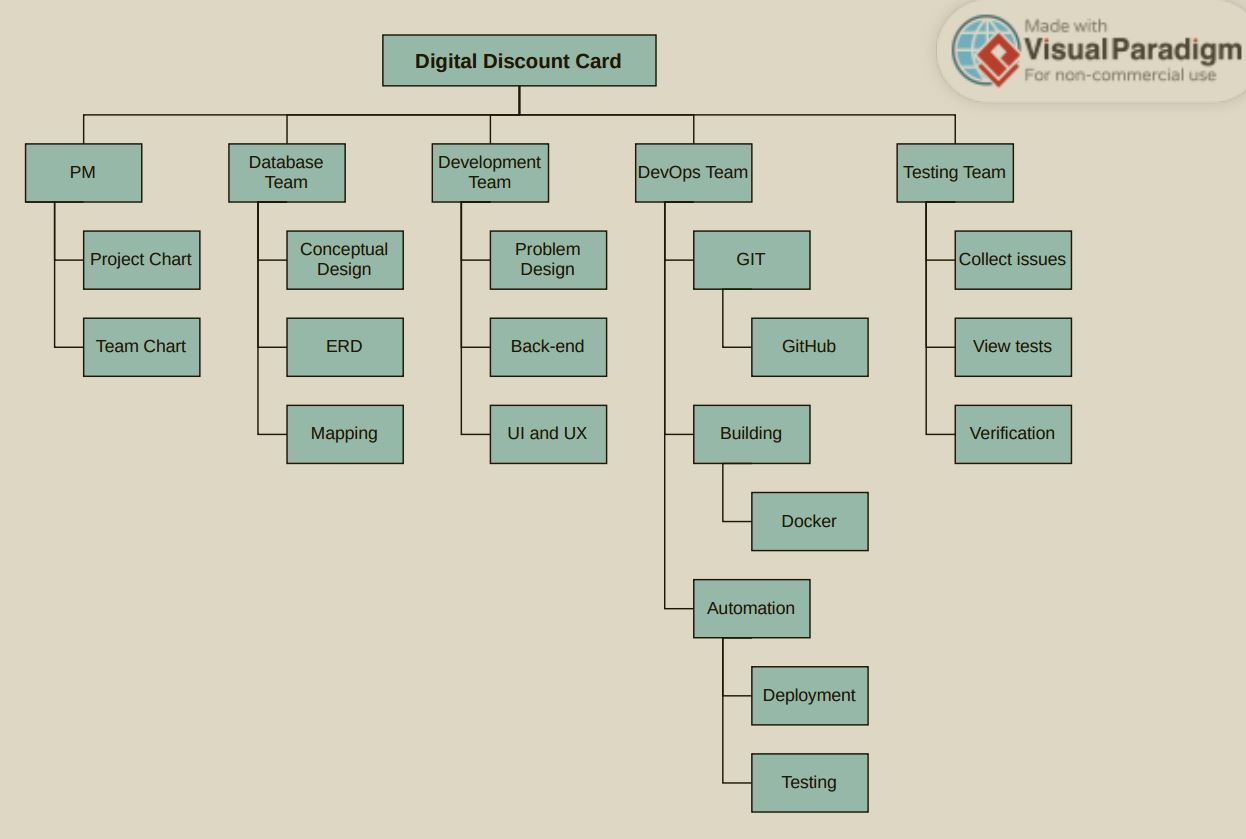 Made with
Visual Paradigm
For non-commercial use
Digital Discount Card
PM
Project Chart
Team Chart
Database
Team
Conceptual
Design
ERD
Mapping
Development
Team
Problem
Design
Back-end
UI and UX
DevOps Team
GIT
GitHub
Building
Docker
Automation
Deployment
Testing
Testing Team
Collect issues
View tests
Verification